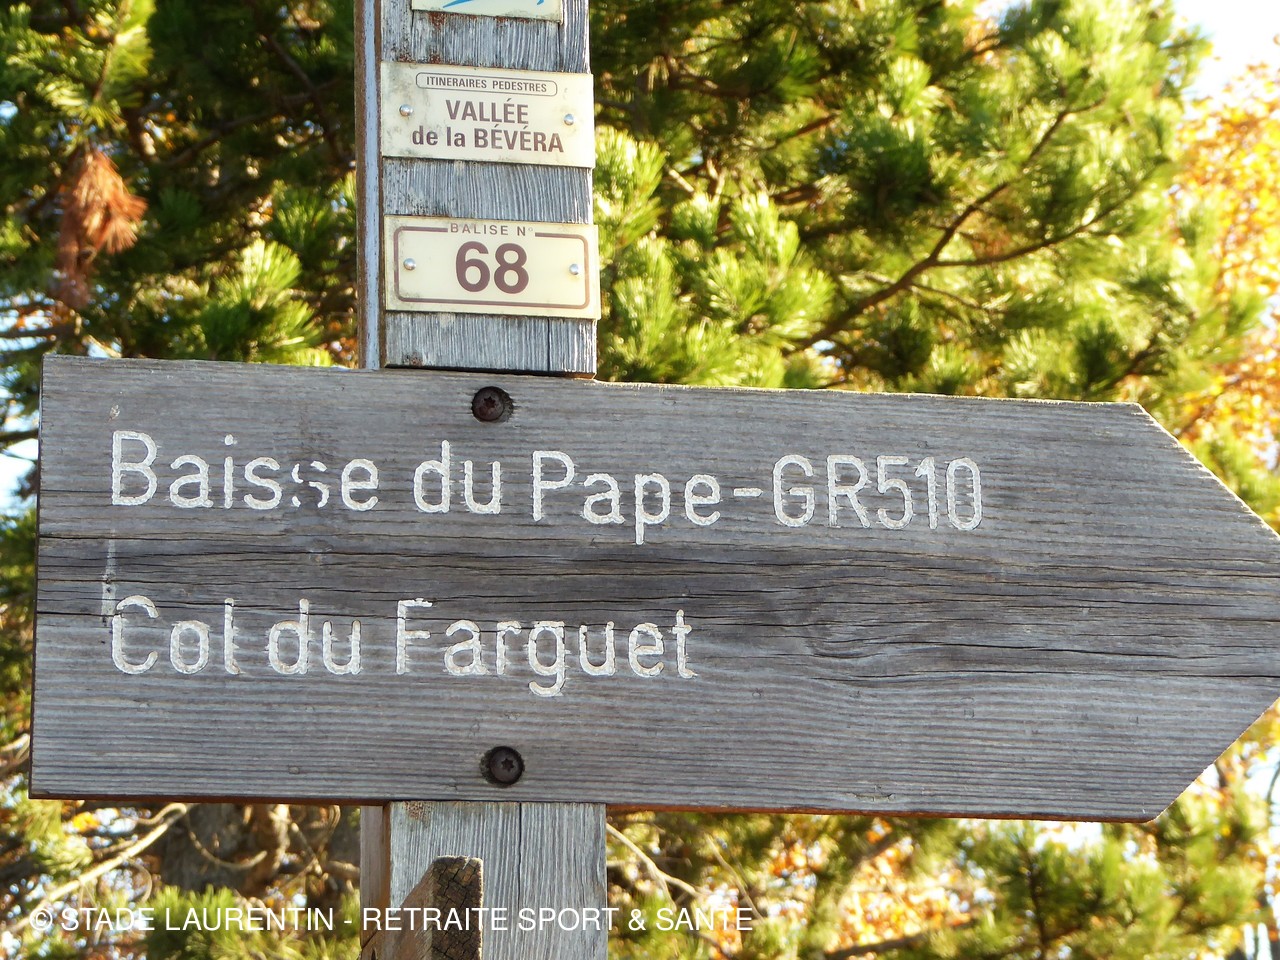 ITINERAIRES PEDESTRES
VALLÉE
de la BÉVÉRA
BALISE N°
68
Baisse du Pape-GR510
Col du Farguet
© STADE LAURENTIN - RETRAITE SPORT & SANTE